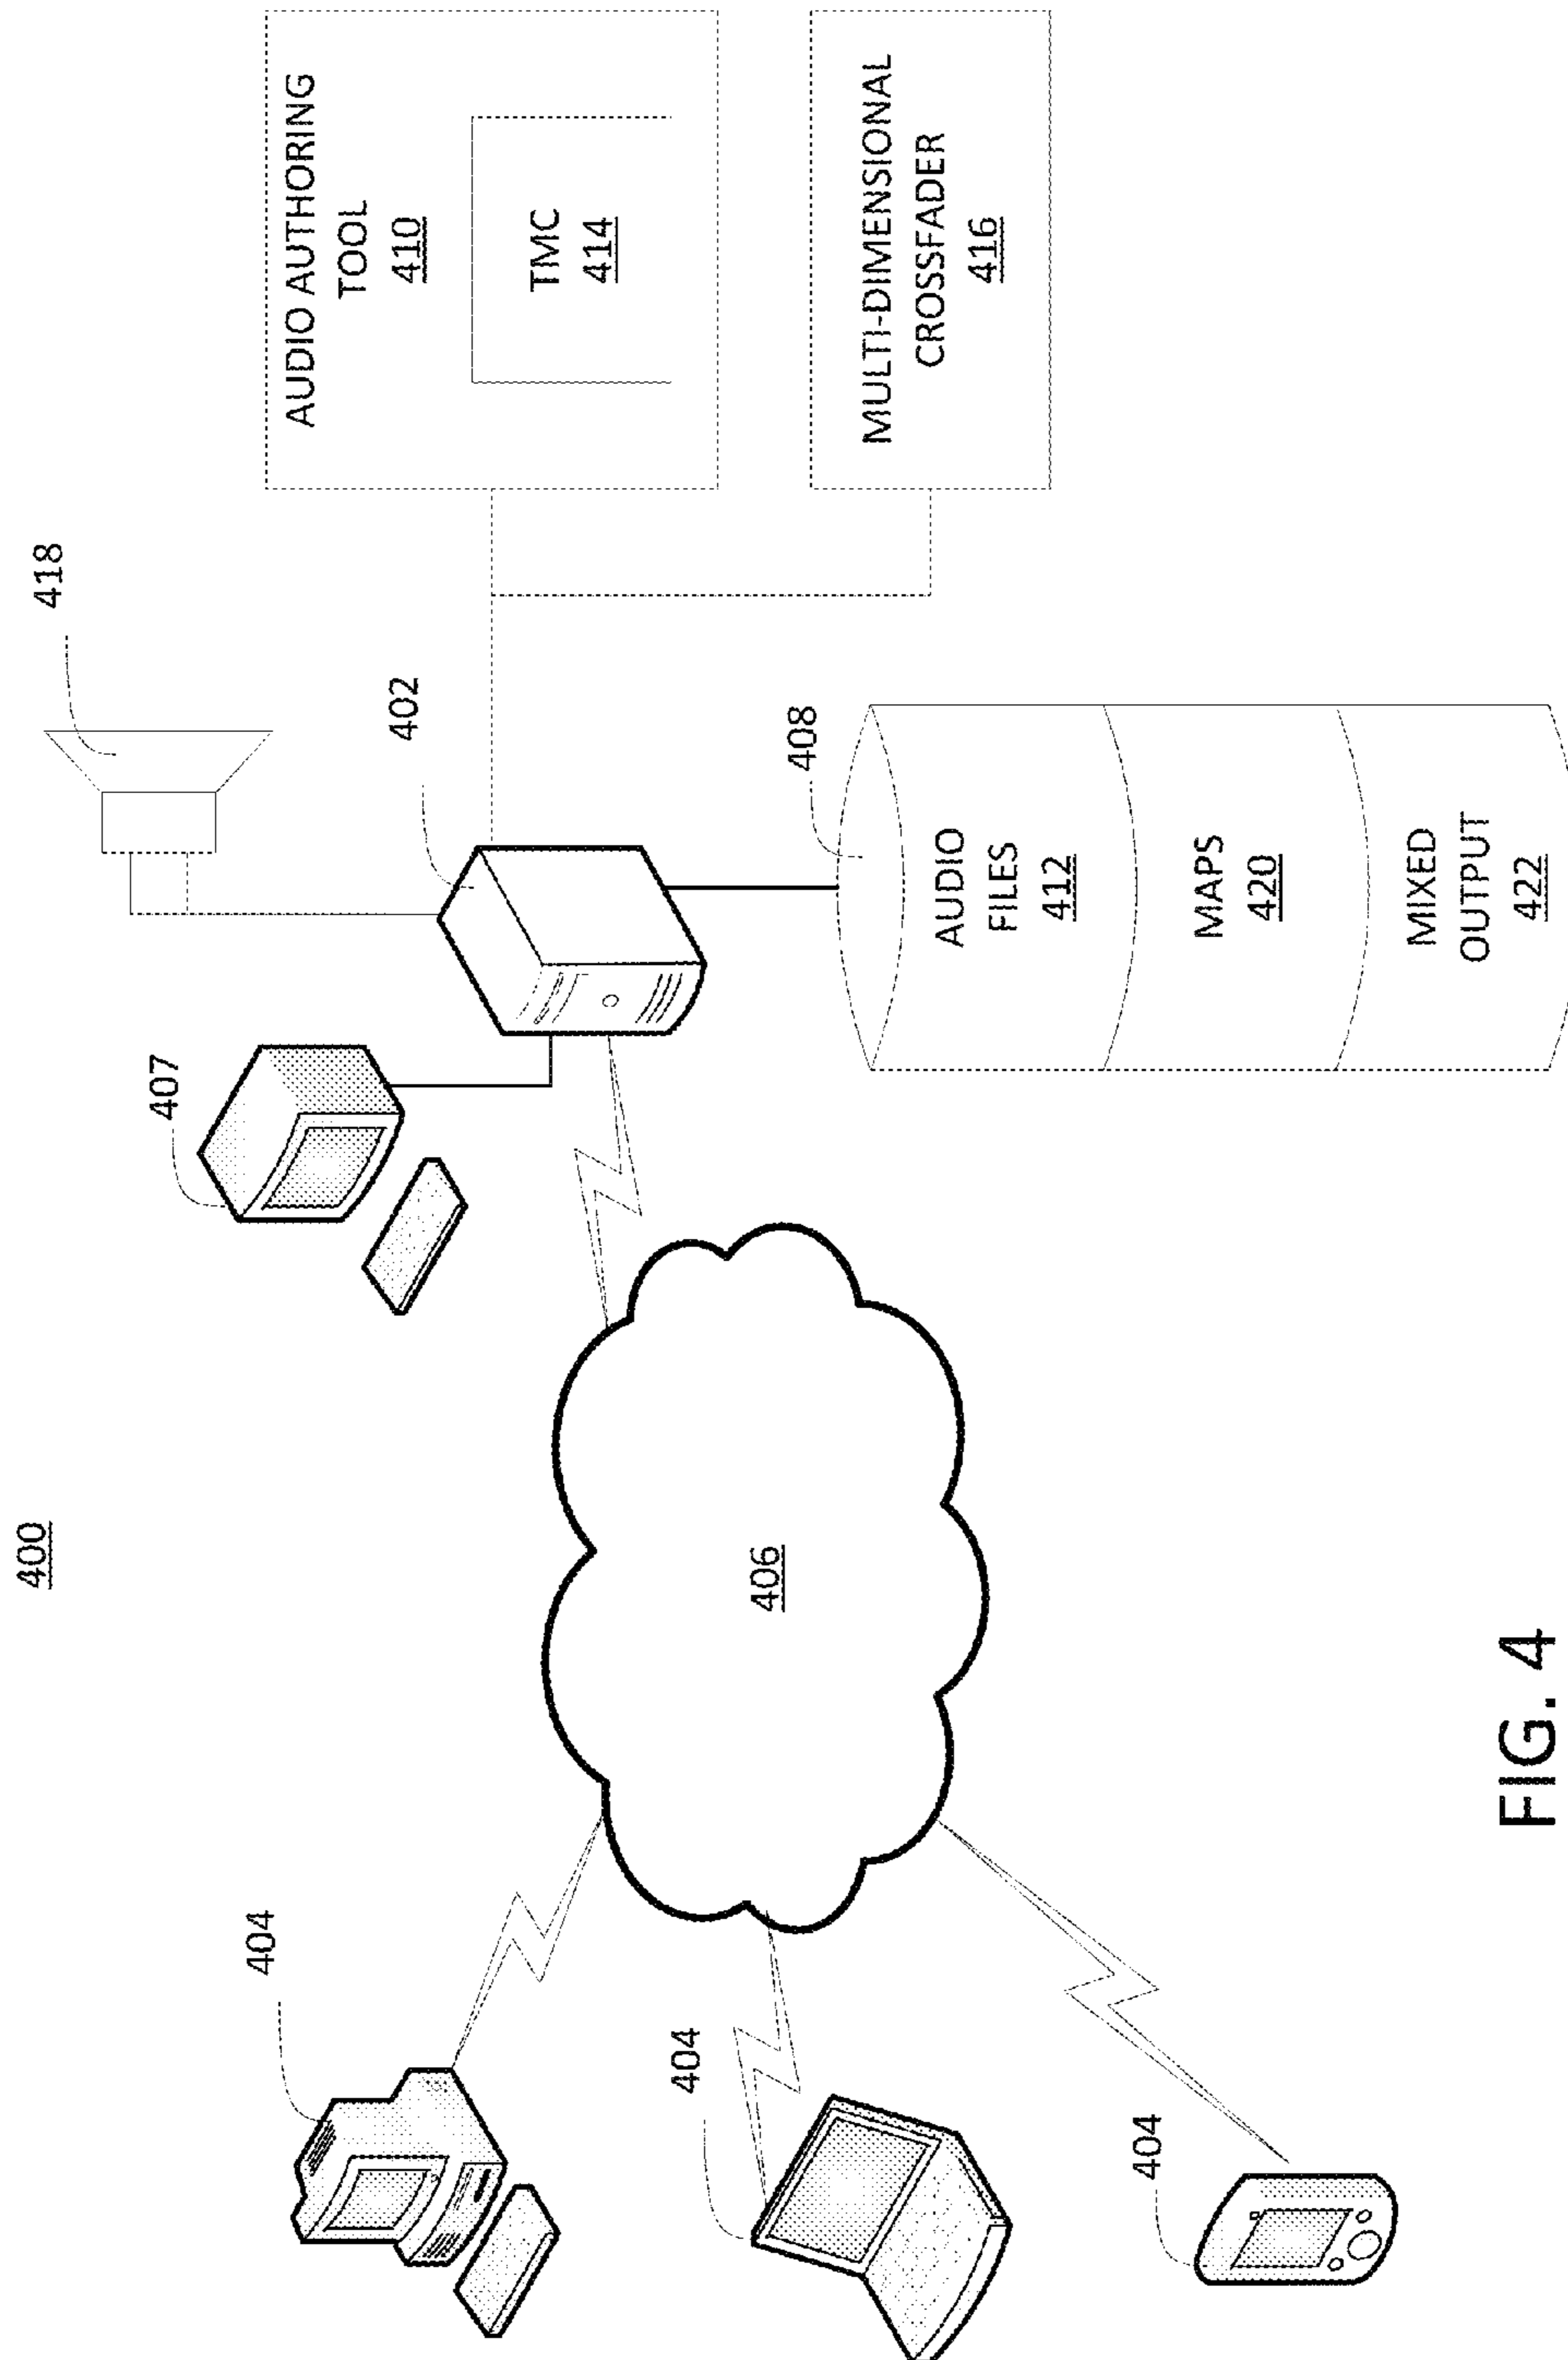 400
404
404
404
406
407
402
418
408
AUDIO
FILES
412
MAPS
420
MIXED
OUTPUT
422
AUDIO AUTHORING
TOOL
410
TMC
414
MULTI-DIMENSIONAL
CROSSFADER
416
FIG. 4